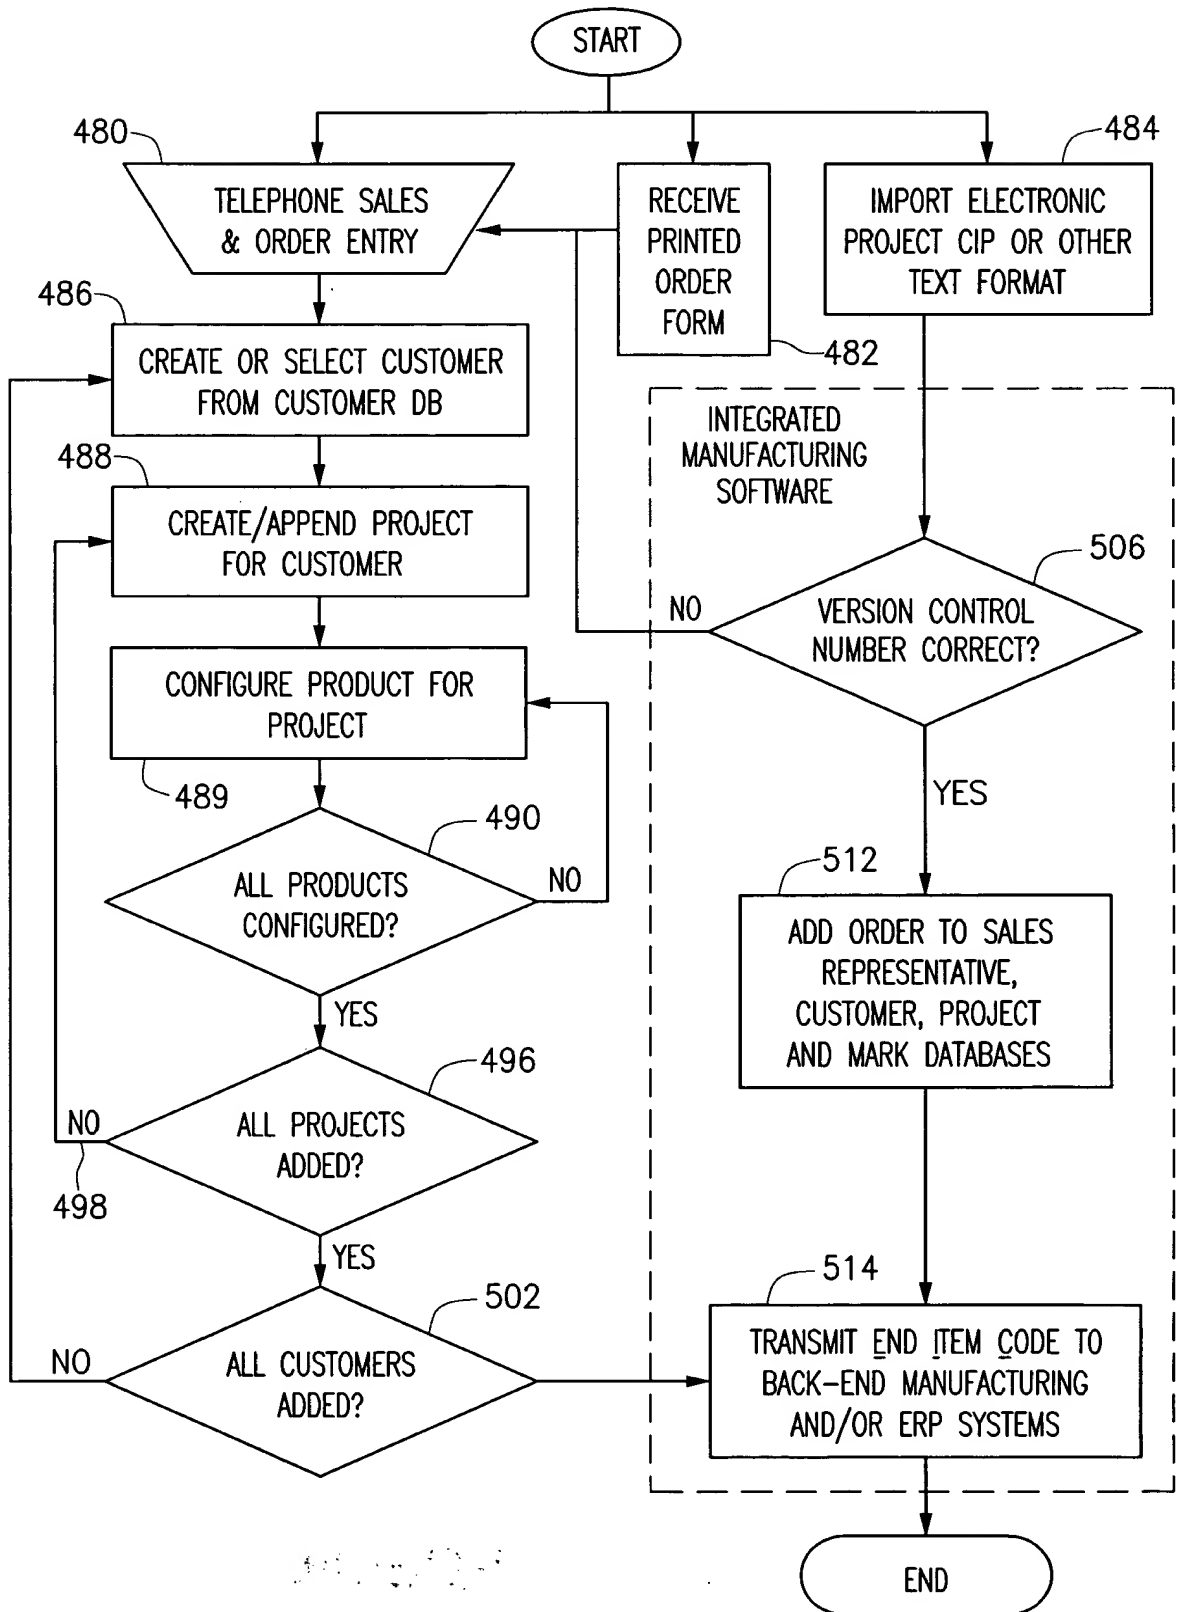 START
480
TELEPHONE SALES
& ORDER ENTRY
RECEIVE
PRINTED
ORDER
FORM
482
484
IMPORT ELECTRONIC
PROJECT CIP OR OTHER
TEXT FORMAT
486
CREATE OR SELECT CUSTOMER
FROM CUSTOMER DB
INTEGRATED
MANUFACTURING
SOFTWARE
488
CREATE/APPEND PROJECT
FOR CUSTOMER
506
VERSION CONTROL
NUMBER CORRECT?
NO
YES
CONFIGURE PRODUCT FOR
PROJECT
489
490
ALL PRODUCTS
CONFIGURED?
NO
YES
512
ADD ORDER TO SALES
REPRESENTATIVE,
CUSTOMER, PROJECT
AND MARK DATABASES
496
ALL PROJECTS
ADDED?
NO
498
YES
502
ALL CUSTOMERS
ADDED?
NO
514
TRANSMIT END ITEM CODE TO
BACK-END MANUFACTURING
AND/OR ERP SYSTEMS
END